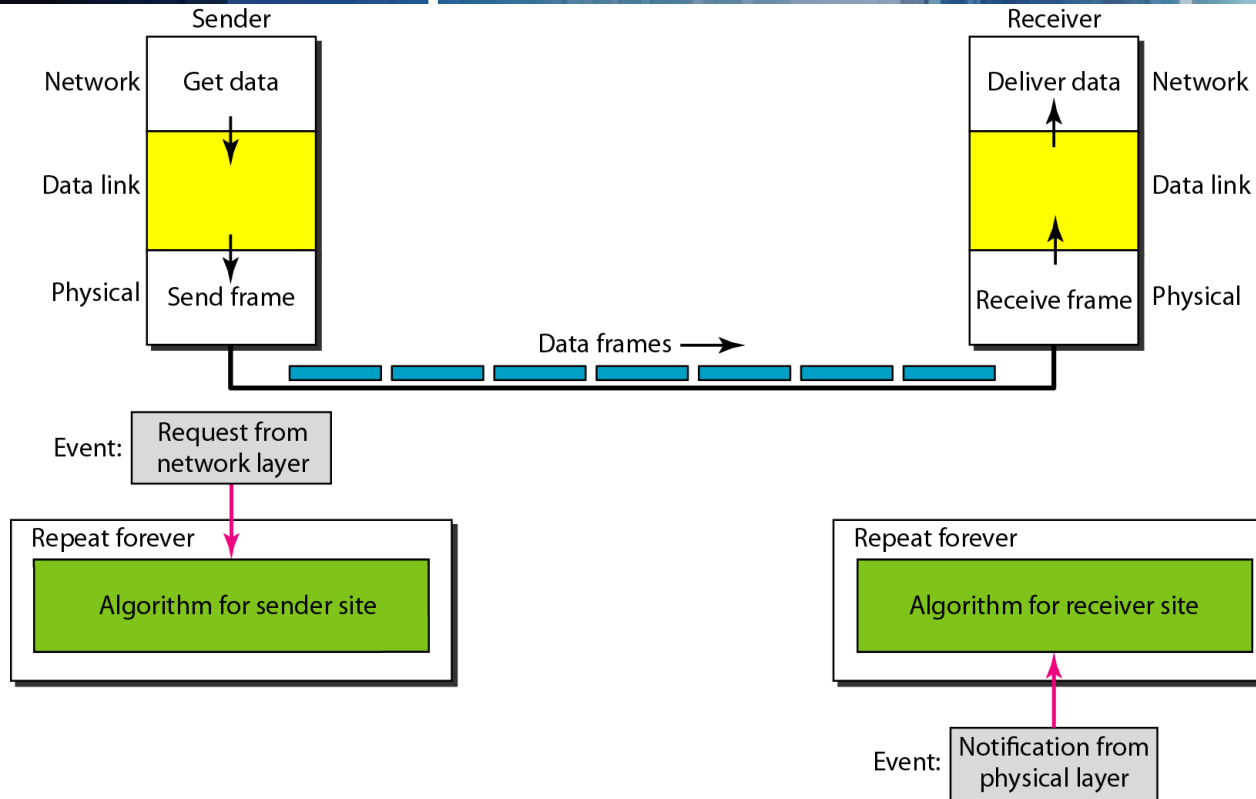 Sender
Receiver
Network
Get data
Deliver data
Network
Data link
Data link
Physical
Send frame
Receive frame
Physical
Data frames
Event:
Request from
network layer
Repeat forever
Algorithm for sender site
Repeat forever
Algorithm for receiver site
Event:
Notification from
physical layer